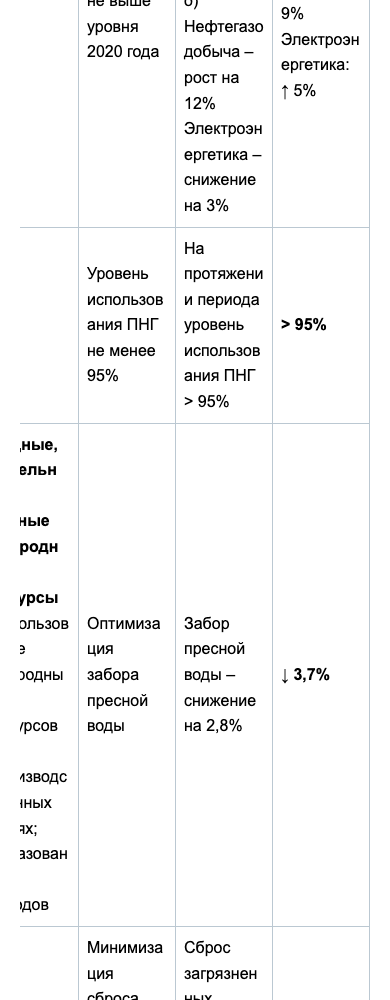 не выше
уровня
2020 года
о)
Нефтегазо
добыча –
рост на
12%
Электроэн
ергетика –
снижение
на 3%
9%
Электроэн
ергетика:
↑ 5%
Уровень
использов
ания ПНГ
не менее
95%
На
протяжени
и периода
уровень
использов
ания ПНГ
> 95%
> 95%
дные,
ельн
ные
родн
урсы
ользов
е
родны
урсов
изводс
нных
ях;
азован
одов
Оптимиза
ция
забора
пресной
воды
Забор
пресной
воды –
снижение
на 2,8%
↓ 3,7%
Минимиза
ция
сброса
Сброс
загрязнен
ных